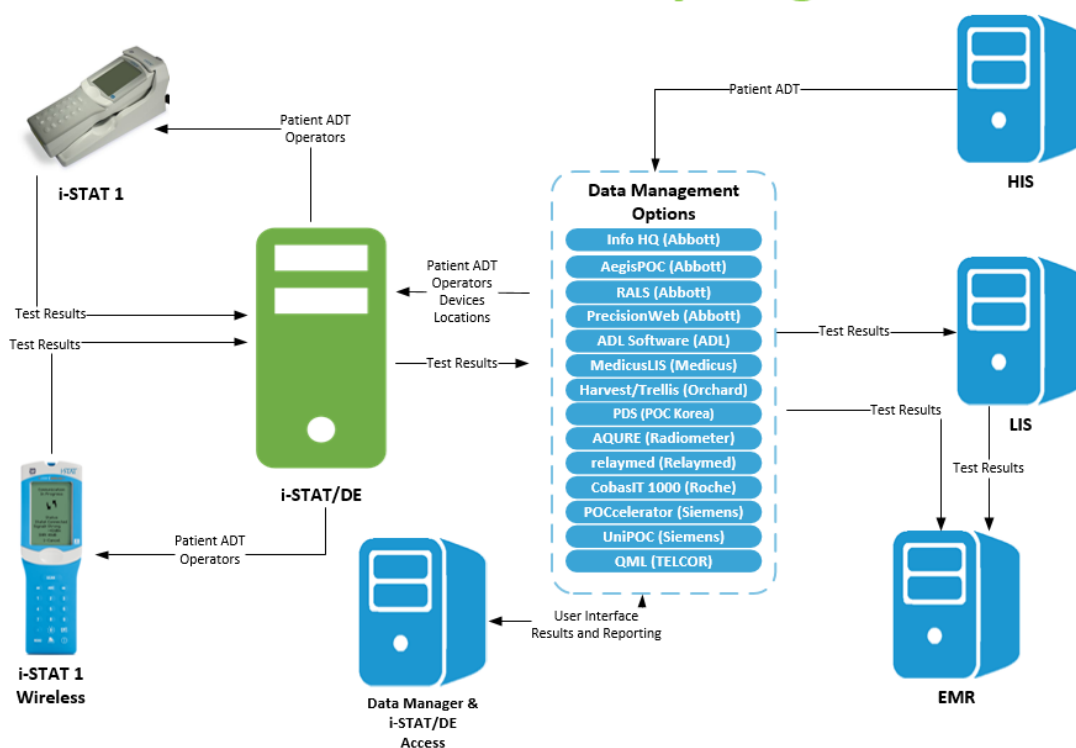 Patient ADT
Operators
i-STAT 1
Test Results
Test Results
i-STAT/DE
Patient ADT
Operators
i-STAT 1
Wireless
Patient ADT
Operators
Devices
Locations
Test Results
Patient ADT
HIS
Data Management
Options
Info HQ (Abbott)
AegisPOC (Abbott)
RALS (Abbott)
PrecisionWeb (Abbott)
ADL Software (ADL)
MedicusLIS (Medicus)
Harvest/Trellis (Orchard)
PDS (POC Korea)
AQURE (Radiometer)
relaymed (Relaymed)
CobasIT 1000 (Roche)
POCcelerator (Siemens)
UniPOC (Siemens)
QML (TELCOR)
Test Results
LIS
Test Results
Test Results
EMR
User Interface
Results and Reporting
Data Manager &
i-STAT/DE
Access